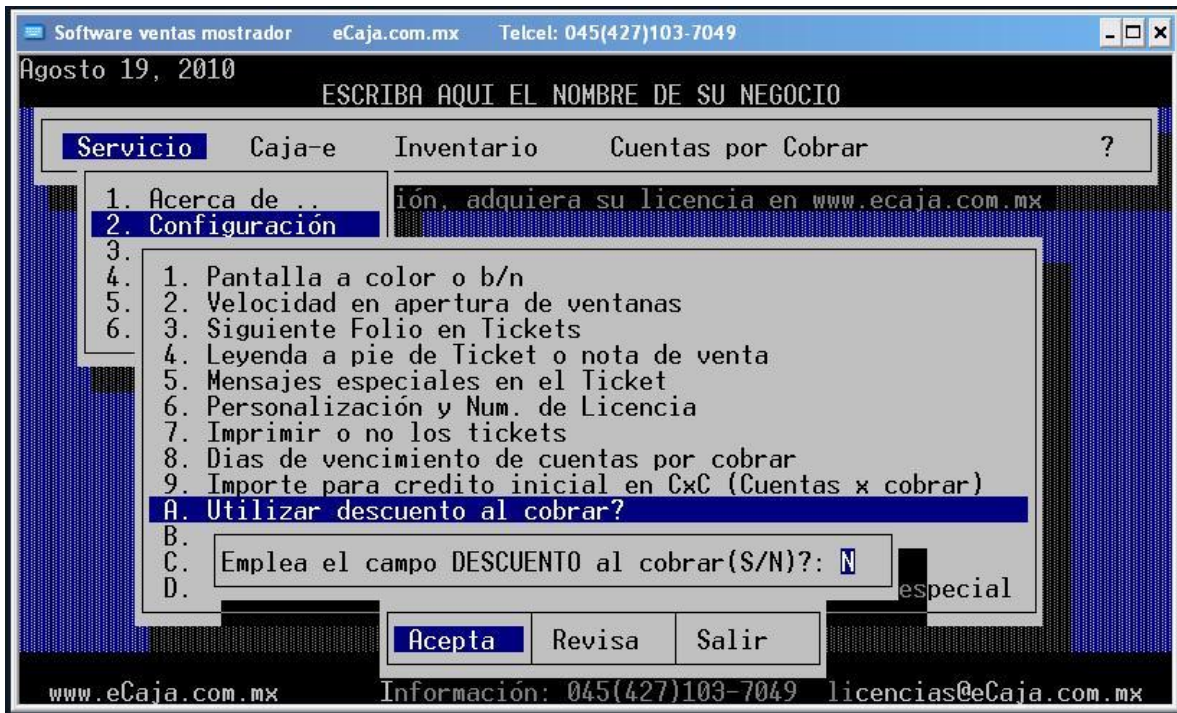 Software ventas mostrador eCaja.com.mx Telcel: 045(427)103-7049
Agosto 19, 2010
ESCRIBA AQUI EL NOMBRE DE SU NEGOCIO
Servicio Caja-e Inventario Cuentas por Cobrar ?
1. Acerca de .. ión, adquiera su licencia en www.ecaja.com.mx
2. Configuración
3.
4. 1. Pantalla a color o b/n
5. 2. Velocidad en apertura de ventanas
6. 3. Siguiente Folio en Tickets
4. Leyenda a pie de Ticket o nota de venta
5. Mensajes especiales en el Ticket
6. Personalización y Num. de Licencia
7. Imprimir o no los tickets
8. Dias de vencimiento de cuentas por cobrar
9. Importe para credito inicial en CxC (Cuentas x cobrar)
A. Utilizar descuento al cobrar?
B.
C. Emplea el campo DESCUENTO al cobrar(S/N)?: N
D. especial
Acepta Revisa Salir
www.eCaja.com.mx Información: 045(427)103-7049 licencias@eCaja.com.mx